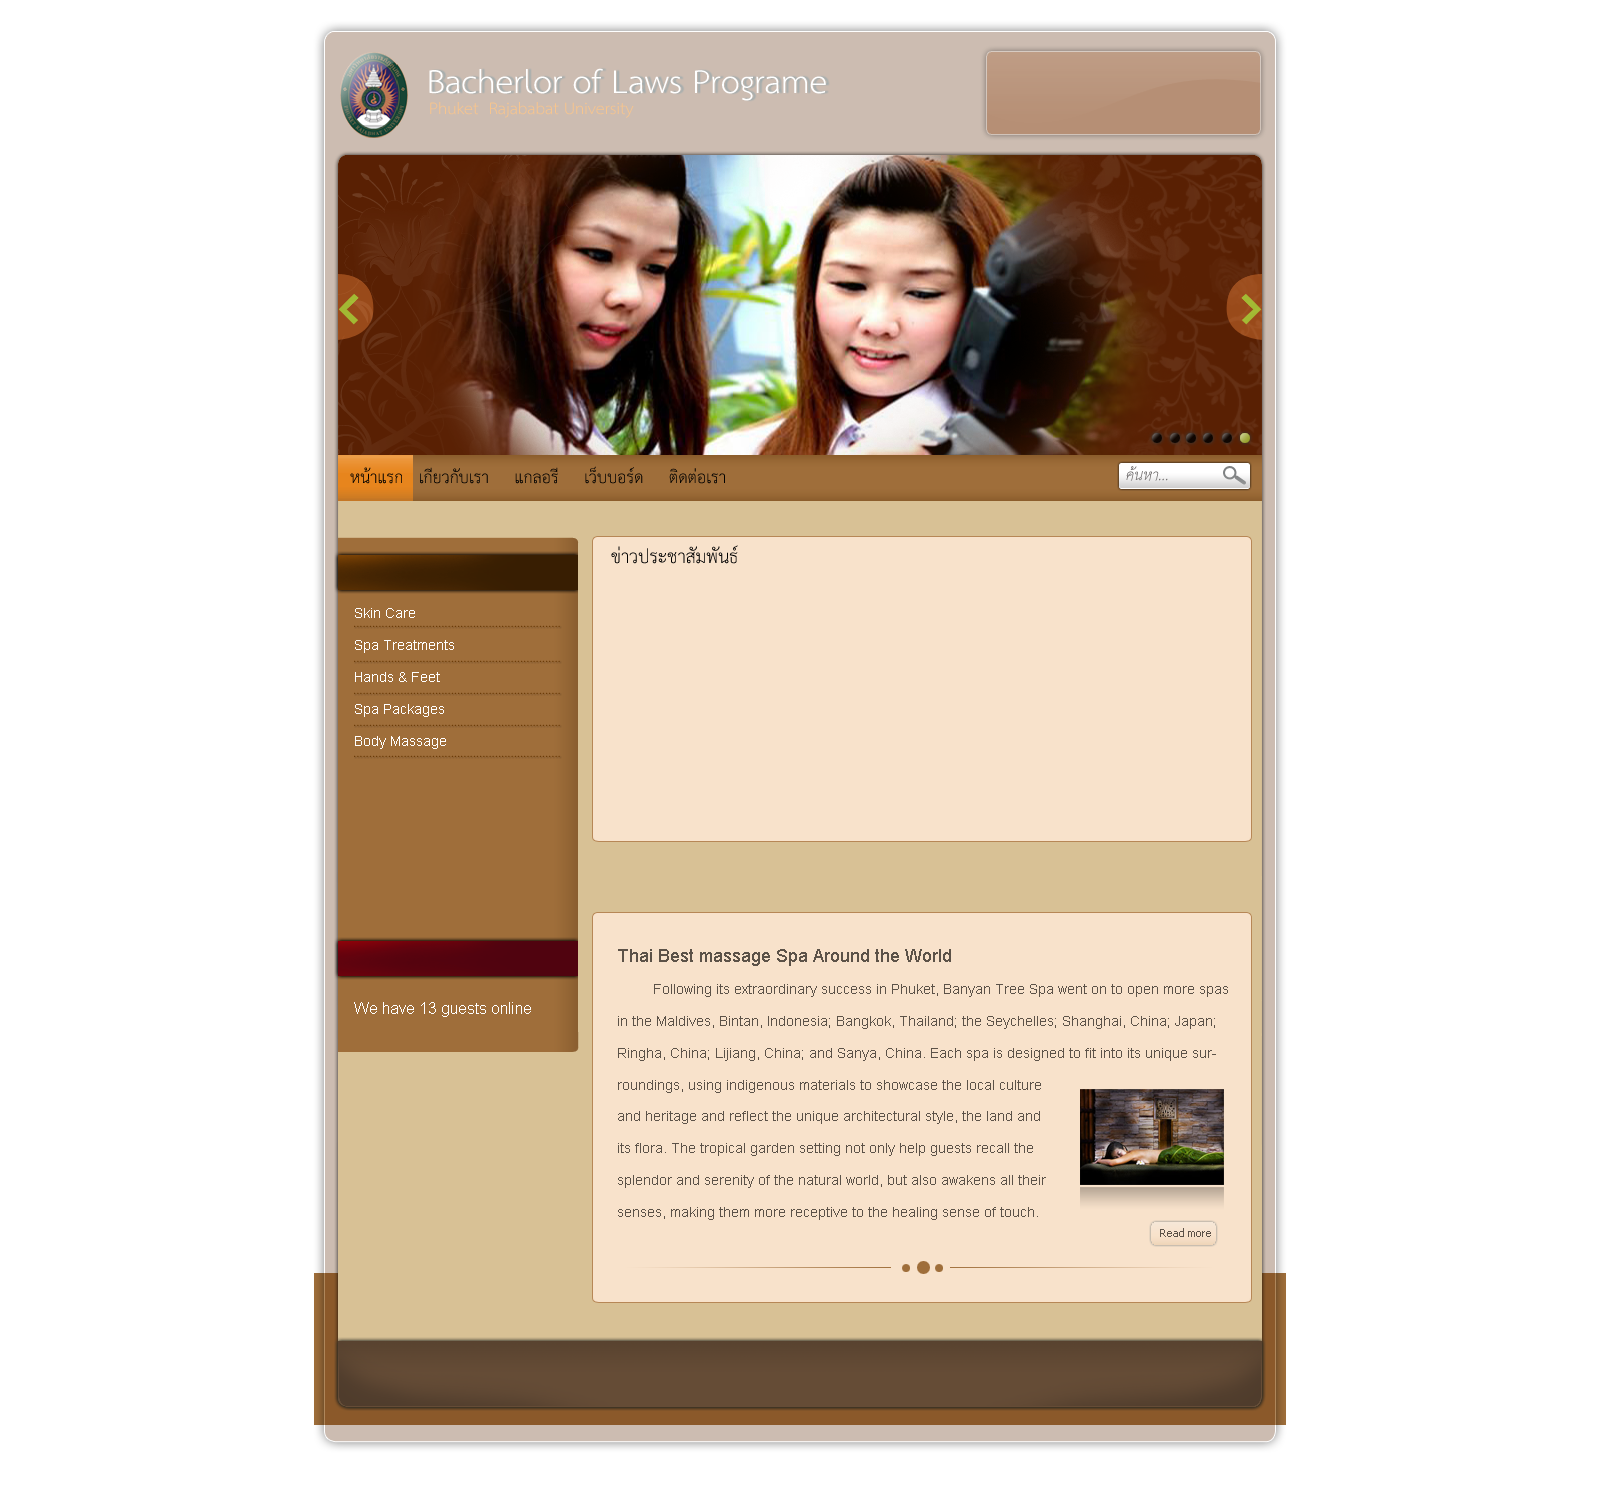 Bacherlor of Laws Programe
Phuket Rajababat University
หน้าแรก เกี่ยวกับเรา แกลอรี่ เว็บบอร์ด ติดต่อเรา ค้นหา...
ข่าวประชาสัมพันธ์
Skin Care
Spa Treatments
Hands & Feet
Spa Packages
Body Massage
We have 13 guests online
Thai Best massage Spa Around the World
Following its extraordinary success in Phuket, Banyan Tree Spa went on to open more spas
in the Maldives, Bintan, Indonesia; Bangkok, Thailand; the Seychelles; Shanghai, China; Japan;
Ringha, China; Lijiang, China; and Sanya, China. Each spa is designed to fit into its unique sur-
roundings, using indigenous materials to showcase the local culture
and heritage and reflect the unique architectural style, the land and
its flora. The tropical garden setting not only help guests recall the
splendor and serenity of the natural world, but also awakens all their
senses, making them more receptive to the healing sense of touch.
Read more